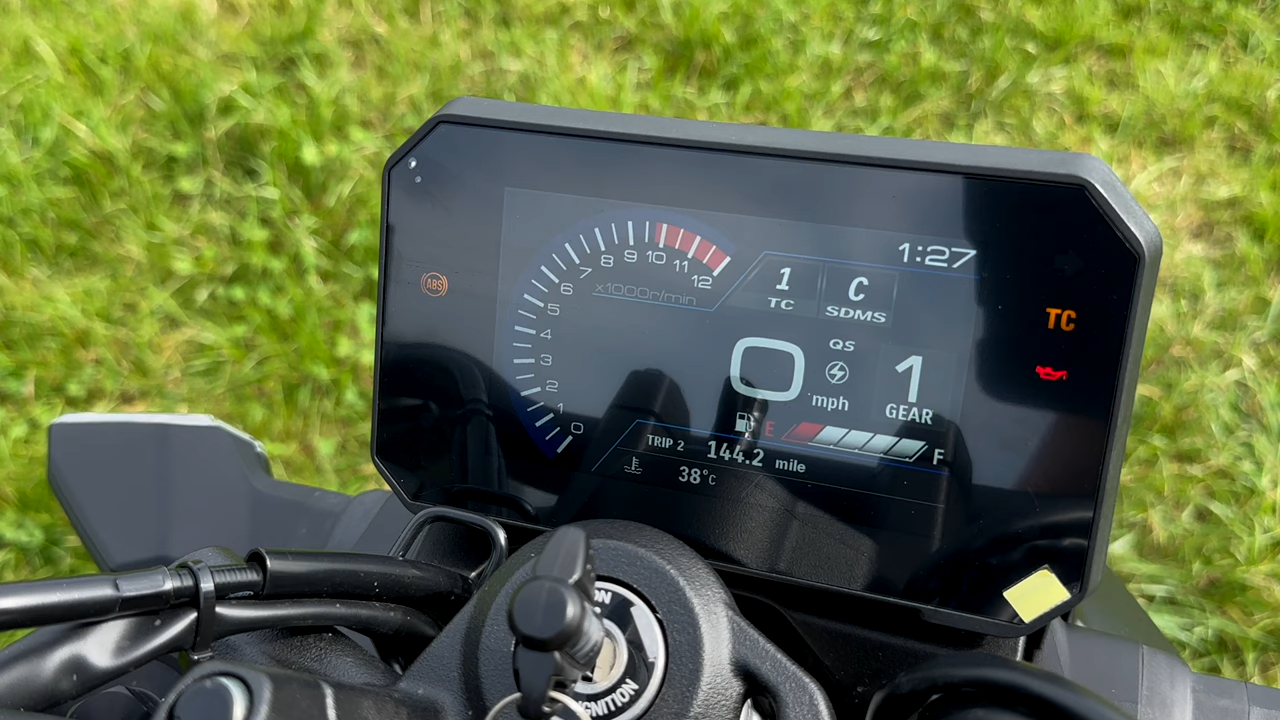 1:27
1
TC
C
SDMS
ABS
TC
12
11
10
9
8
7
6
5
4
3
2
1
0
x1000r/min
QS
0
mph
1
GEAR
E
F
TRIP 2 144.2 mile
38°C
ON
IGNITION